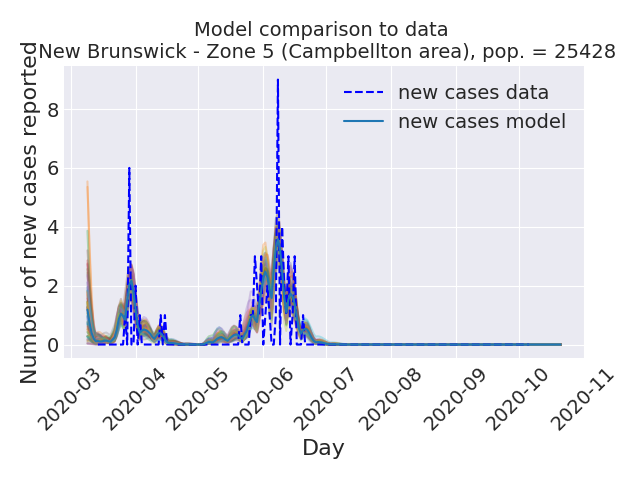 Model comparison to data
New Brunswick - Zone 5 (Campbellton area), pop. = 25428
Number of new cases reported
8
6
4
2
0
new cases data
new cases model
2020-03
2020-04
2020-05
2020-06
2020-07
2020-08
2020-09
2020-10
2020-11
Day